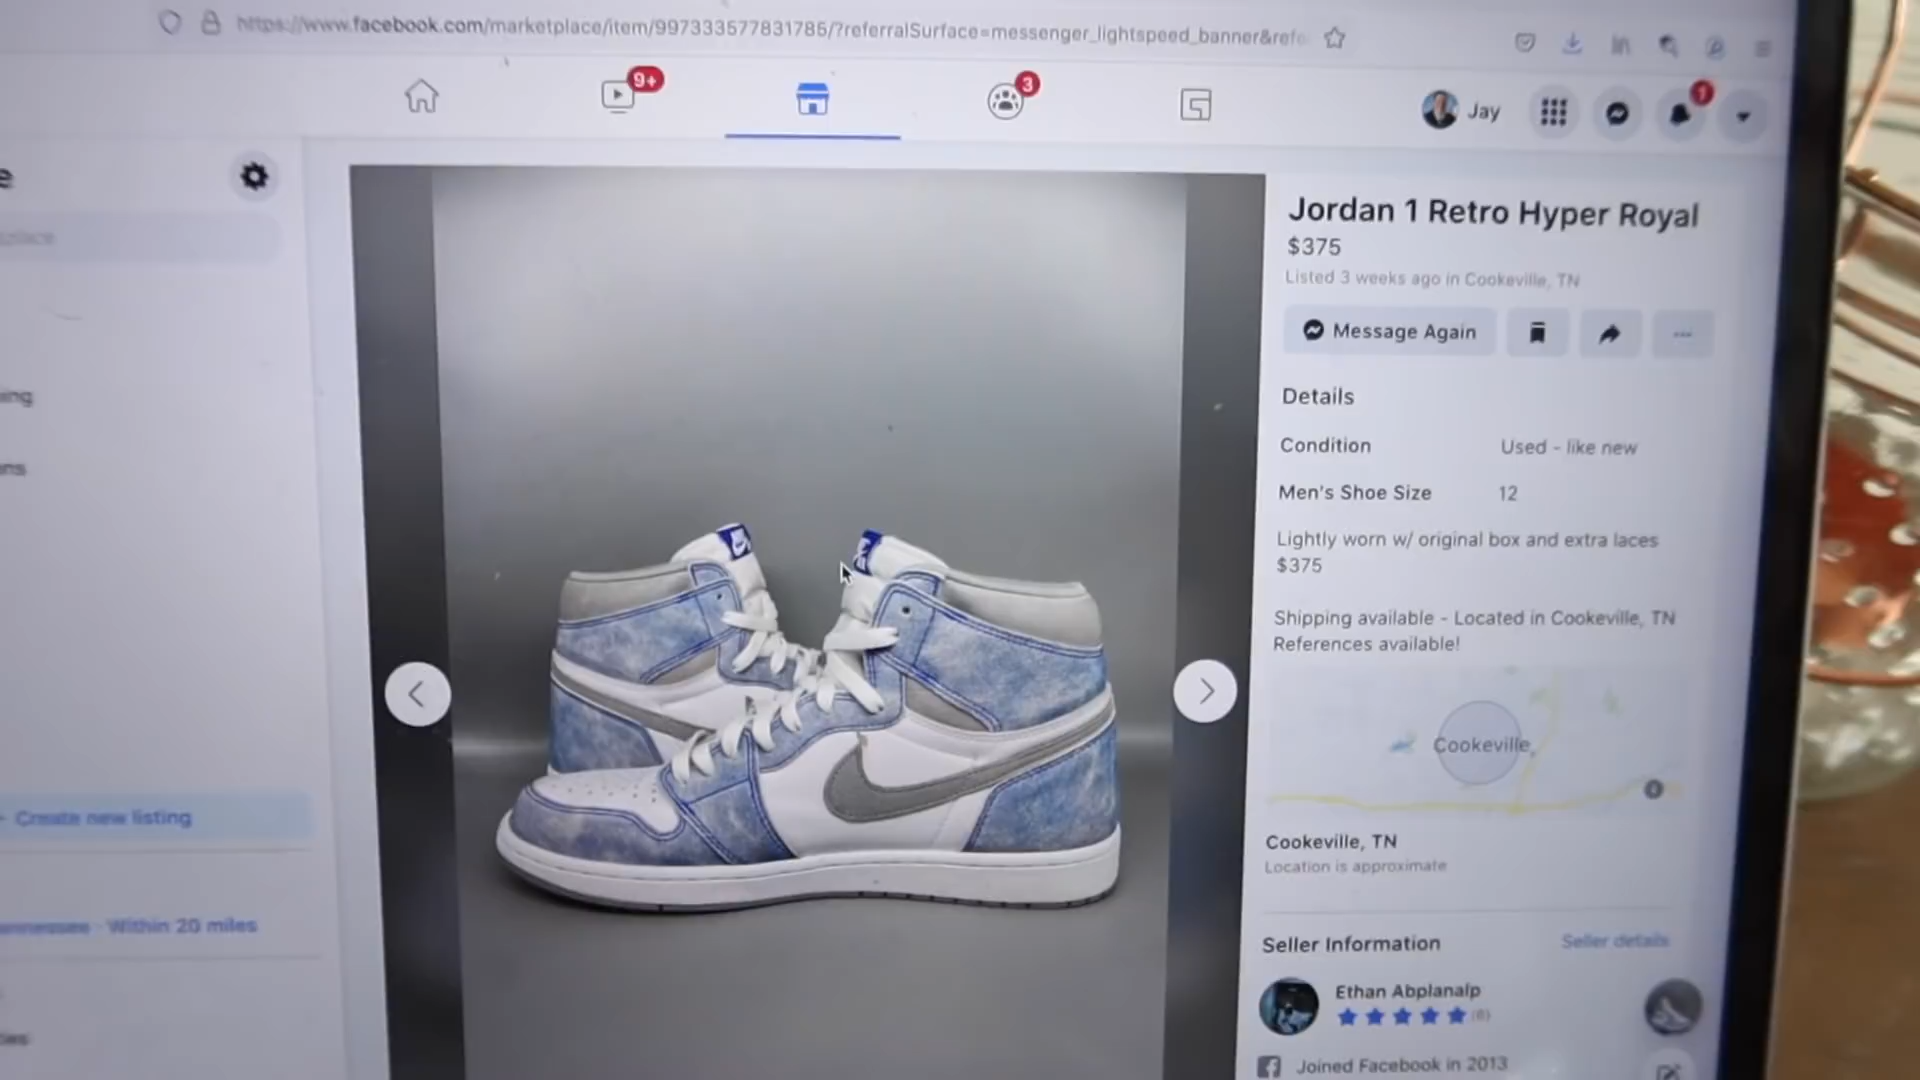 https://www.facebook.com/marketplace/item/997333577831785/?referralSurface=messenger_lightspeed_banner&refe
9+
3
Jay
1
e
Jordan 1 Retro Hyper Royal
$375
Listed 3 weeks ago in Cookeville, TN
Message Again
Details
ing
Condition
Used - like new
ns
Men's Shoe Size
12
Lightly worn w/ original box and extra laces
$375
Shipping available - Located in Cookeville, TN
References available!
Cookeville,
Create new listing
Cookeville, TN
Location is approximate
Within 20 miles
Seller Information
Seller details
Ethan Abplanalp
Joined Facebook in 2013